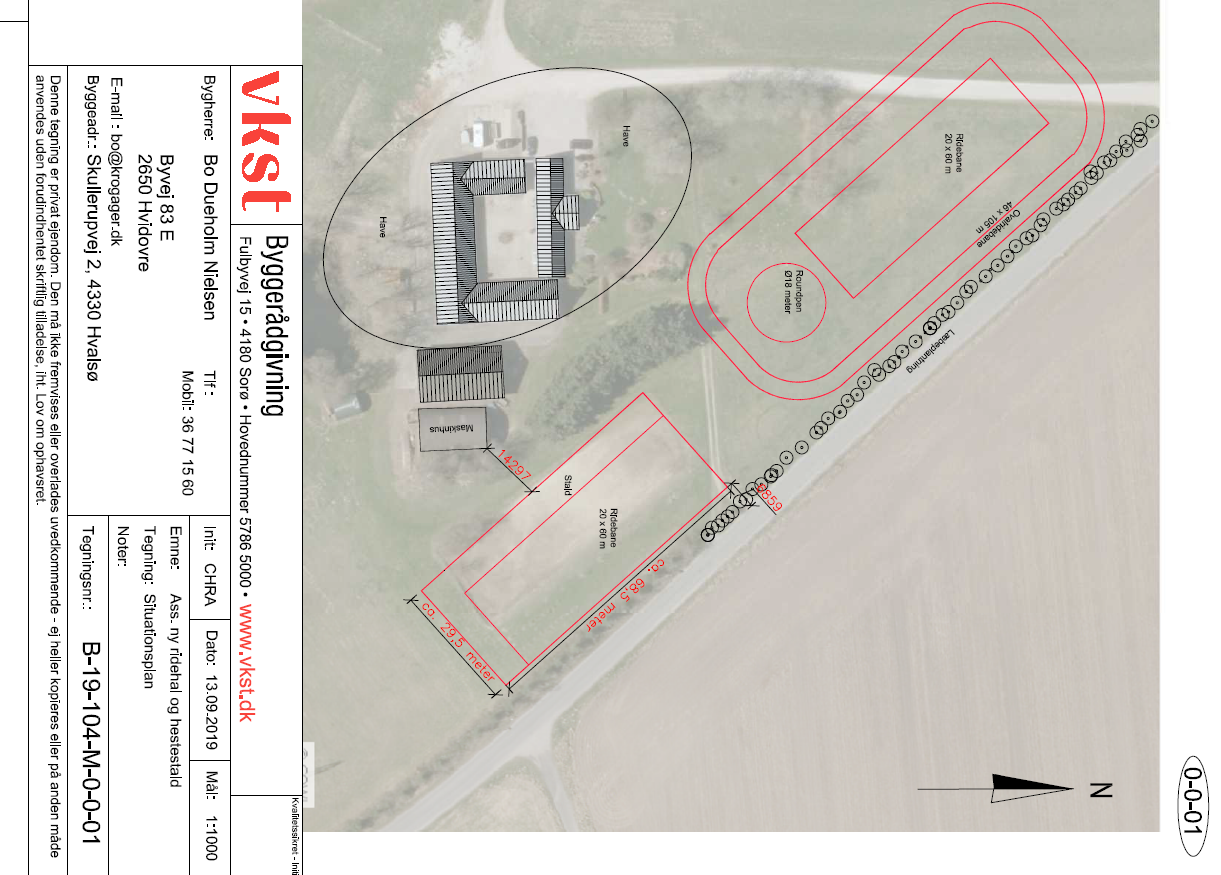 0-0-01
N
Ridebane
20 x 60 m
Ovalridebane
46 x 105 m
Roundpen
Ø18 meter
Læbeplantning
Have
Have
Maskinhus
14297
9859
Stald
Ridebane
20 x 60 m
ca. 68,5 meter
ca. 29,5 meter
Kvalitetssikret - Initi
vkst
Byggerådgivning
Fulbyvej 15 • 4180 Sorø • Hovednummer 5786 5000 • www.vkst.dk
Bygherre: Bo Dueholm Nielsen
Tlf :
Mobil: 36 77 15 60
Byvej 83 E
2650 Hvidovre
E-mail : bo@krogager.dk
Byggeadr.: Skullerupvej 2, 4330 Hvalsø
Init: CHRA
Dato: 13.09.2019
Mål: 1:1000
Emne: Ass. ny ridehal og hestestald
Tegning: Situationsplan
Noter:
Tegningsnr.: B-19-104-M-0-0-01
Denne tegning er privat ejendom. Den må ikke fremvises eller overlades uvedkommende - ej heller kopieres eller på anden måde
anvendes uden forudindhentet skriftlig tilladelse, iht. Lov om ophavsret.